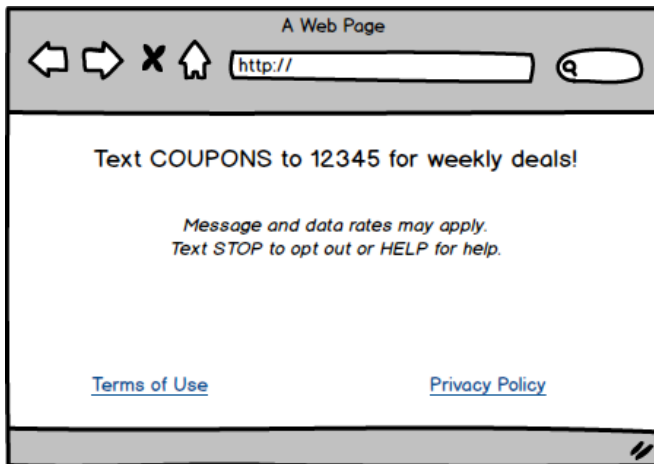 A Web Page
http://
Text COUPONS to 12345 for weekly deals!
Message and data rates may apply.
Text STOP to opt out or HELP for help.
Terms of Use
Privacy Policy